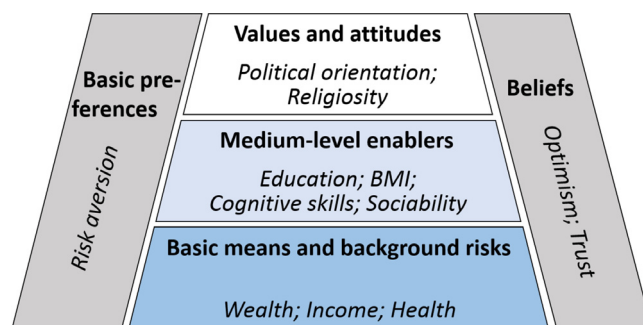 Values and attitudes
Political orientation;
Religiosity
Basic pre-
ferences
Risk aversion
Medium-level enablers
Education; BMI;
Cognitive skills; Sociability
Basic means and background risks
Wealth; Income; Health
Beliefs
Optimism; Trust